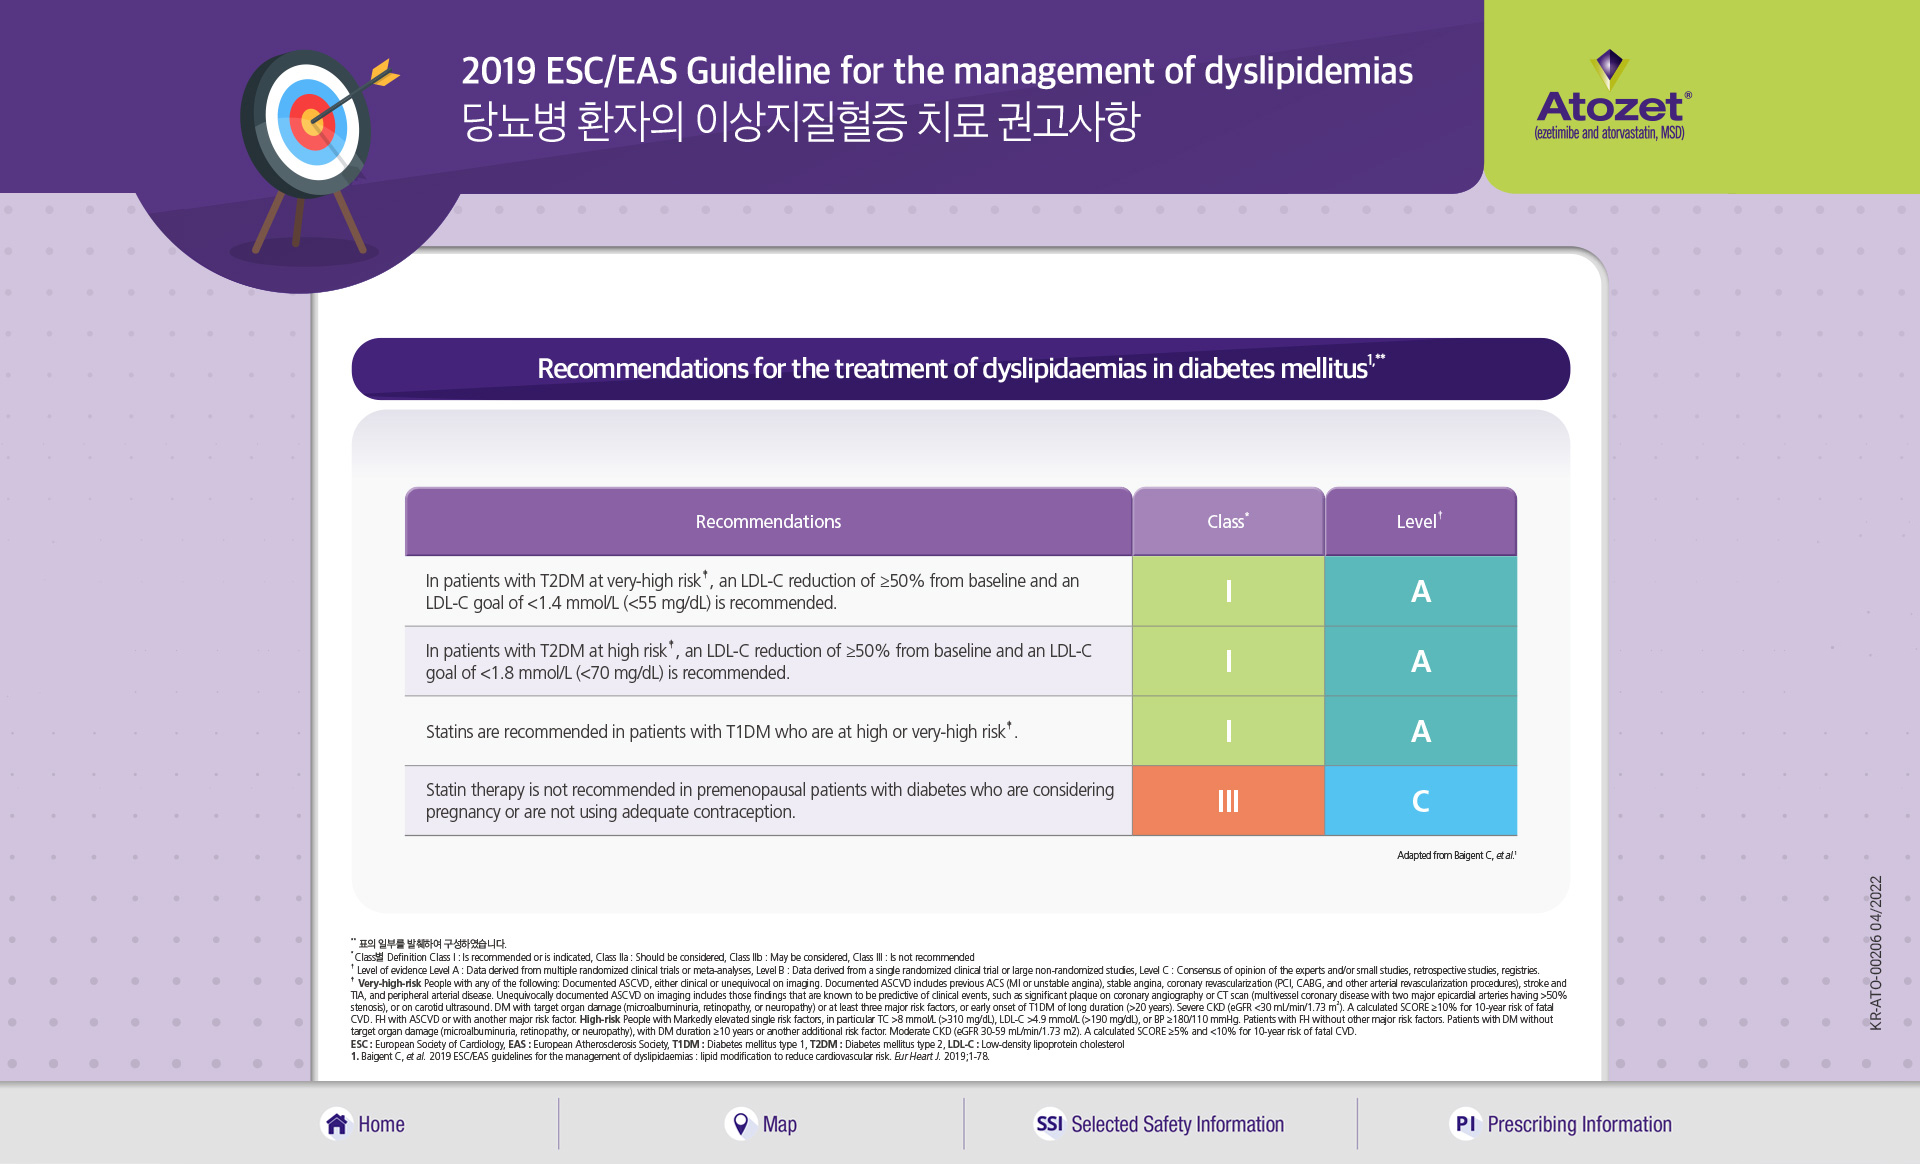 2019 ESC/EAS Guideline for the management of dyslipidemias
당뇨병 환자의 이상지질혈증 치료 권고사항
Atozet®
(ezetimibe and atorvastatin, MSD)
Recommendations for the treatment of dyslipidaemias in diabetes mellitus1,**
Recommendations Class* Level†
In patients with T2DM at very-high risk‡, an LDL-C reduction of ≥50% from baseline and an
LDL-C goal of <1.4 mmol/L (<55 mg/dL) is recommended.
I A
In patients with T2DM at high risk‡, an LDL-C reduction of ≥50% from baseline and an LDL-C
goal of <1.8 mmol/L (<70 mg/dL) is recommended.
I A
Statins are recommended in patients with T1DM who are at high or very-high risk‡.
I A
Statin therapy is not recommended in premenopausal patients with diabetes who are considering
pregnancy or are not using adequate contraception.
III C
Adapted from Baigent C, et al.1
** 표의 일부를 발췌하여 구성하였습니다.
* Class별 Definition Class I : Is recommended or is indicated, Class IIa : Should be considered, Class IIb : May be considered, Class III : Is not recommended
† Level of evidence Level A : Data derived from multiple randomized clinical trials or meta-analyses, Level B : Data derived from a single randomized clinical trial or large non-randomized studies, Level C : Consensus of opinion of the experts and/or small studies, retrospective studies, registries.
‡ Very-high-risk People with any of the following: Documented ASCVD, either clinical or unequivocal on imaging. Documented ASCVD includes previous ACS (MI or unstable angina), stable angina, coronary revascularization (PCI, CABG, and other arterial revascularization procedures), stroke and
TIA, and peripheral arterial disease. Unequivocally documented ASCVD on imaging includes those findings that are known to be predictive of clinical events, such as significant plaque on coronary angiography or CT scan (multivessel coronary disease with two major epicardial arteries having >50%
stenosis), or on carotid ultrasound. DM with target organ damage (microalbuminuria, retinopathy, or neuropathy) or at least three major risk factors, or early onset of T1DM of long duration (>20 years). Severe CKD (eGFR <30 mL/min/1.73 m²). A calculated SCORE ≥10% for 10-year risk of fatal
CVD. FH with ASCVD or with another major risk factor. High-risk People with Markedly elevated single risk factors, in particular TC >8 mmol/L (>310 mg/dL), LDL-C >4.9 mmol/L (>190 mg/dL), or BP ≥180/110 mmHg. Patients with FH without other major risk factors. Patients with DM without
target organ damage (microalbuminuria, retinopathy, or neuropathy), with DM duration ≥10 years or another additional risk factor. Moderate CKD (eGFR 30-59 mL/min/1.73 m2). A calculated SCORE ≥5% and <10% for 10-year risk of fatal CVD.
ESC : European Society of Cardiology, EAS : European Atherosclerosis Society, T1DM : Diabetes mellitus type 1, T2DM : Diabetes mellitus type 2, LDL-C : Low-density lipoprotein cholesterol
1. Baigent C, et al. 2019 ESC/EAS guidelines for the management of dyslipidaemias : lipid modification to reduce cardiovascular risk. Eur Heart J. 2019;1-78.
KR-ATO-00206 04/2022
Home
Map
SSI Selected Safety Information
PI Prescribing Information